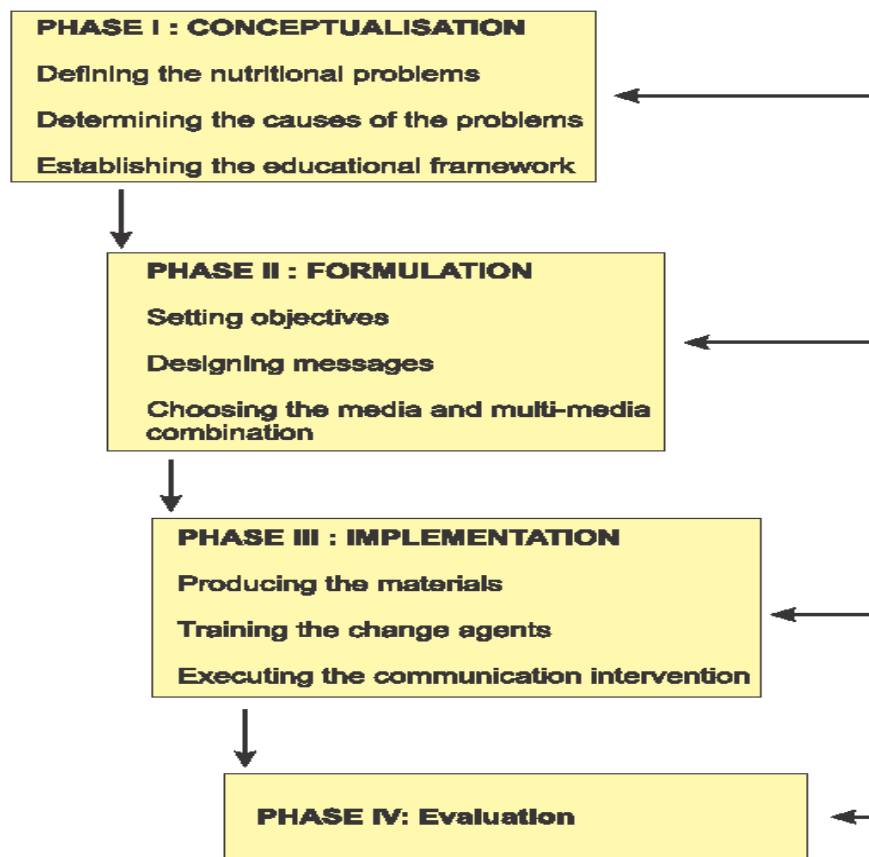 PHASE I : CONCEPTUALISATION
Defining the nutritional problems
Determining the causes of the problems
Establishing the educational framework
PHASE II : FORMULATION
Setting objectives
Designing messages
Choosing the media and multi-media
combination
PHASE III : IMPLEMENTATION
Producing the materials
Training the change agents
Executing the communication intervention
PHASE IV: Evaluation